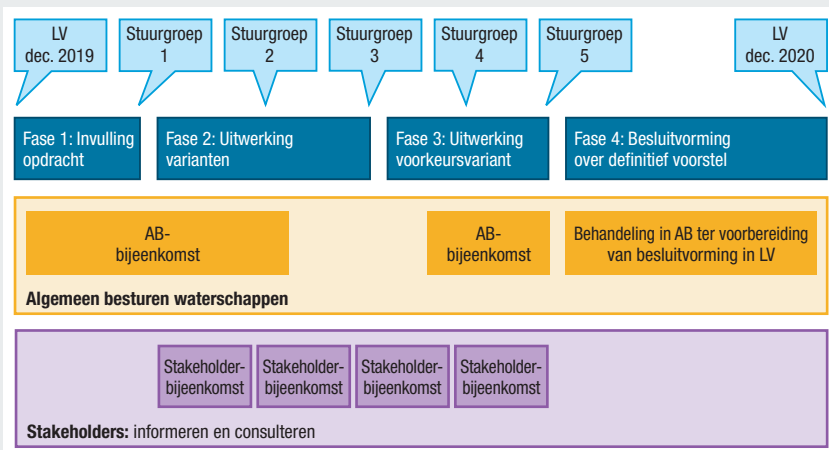 LV
dec. 2019
Stuurgroep
1
Stuurgroep
2
Stuurgroep
3
Stuurgroep
4
Stuurgroep
5
LV
dec. 2020
Fase 1: Invulling
opdracht
Fase 2: Uitwerking
varianten
Fase 3: Uitwerking
voorkeursvariant
Fase 4: Besluitvorming
over definitief voorstel
AB-
bijeenkomst
AB-
bijeenkomst
Behandeling in AB ter voorbereiding
van besluitvorming in LV
Algemeen besturen waterschappen
Stakeholder-
bijeenkomst
Stakeholder-
bijeenkomst
Stakeholder-
bijeenkomst
Stakeholder-
bijeenkomst
Stakeholders: informeren en consulteren